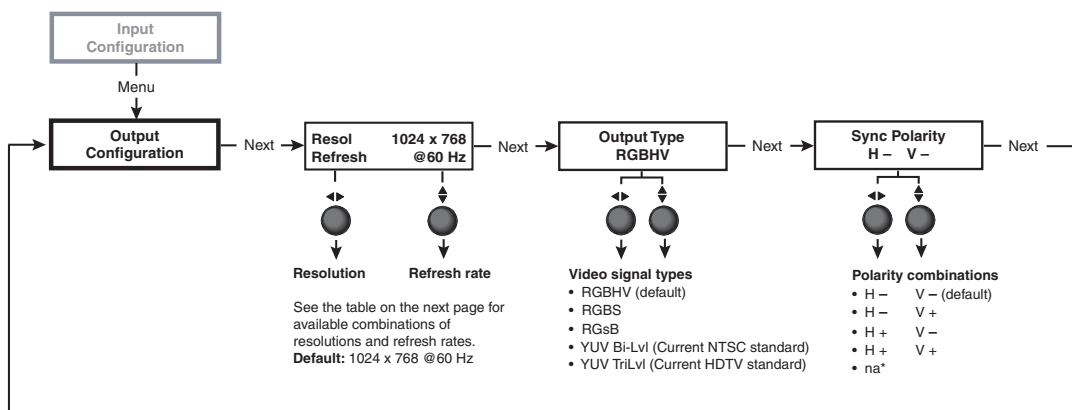 Input
Configuration
Menu
Output
Configuration
Next
Resol 1024 x 768
Refresh @60 Hz
Next
Output Type
RGBHV
Next
Sync Polarity
H – V –
Next
Resolution
Refresh rate
See the table on the next page for
available combinations of
resolutions and refresh rates.
Default: 1024 x 768 @60 Hz
Video signal types
• RGBHV (default)
• RGBS
• RGsB
• YUV Bi-Lvl (Current NTSC standard)
• YUV TriLvl (Current HDTV standard)
Polarity combinations
• H – V – (default)
• H – V +
• H + V –
• H + V +
• na*